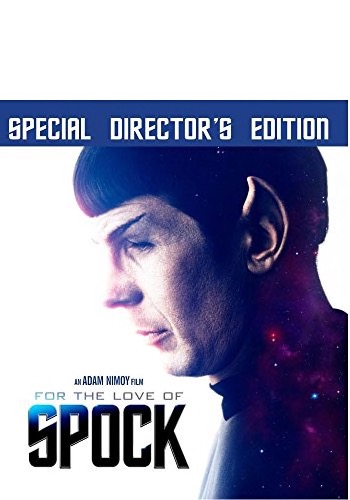 SPECIAL DIRECTOR'S EDITION
AN ADAM NIMOY FILM
FOR THE LOVE OF
SPOCK